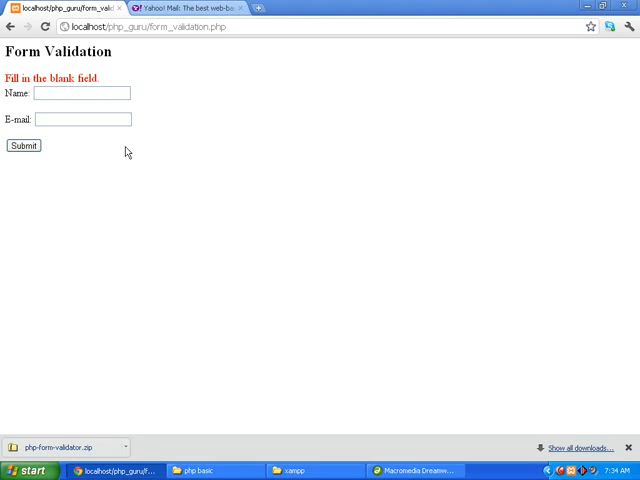 localhost/php_guru/form_vali
Yahoo! Mail: The best web-ba
localhost/php_guru/form_validation.php
Form Validation
Fill in the blank field.
Name:
E-mail:
Submit
php-form-validator.zip
Show all downloads...
start
localhost/php_guru/f...
php basic
xampp
Macromedia Dreamw...
7:34 AM